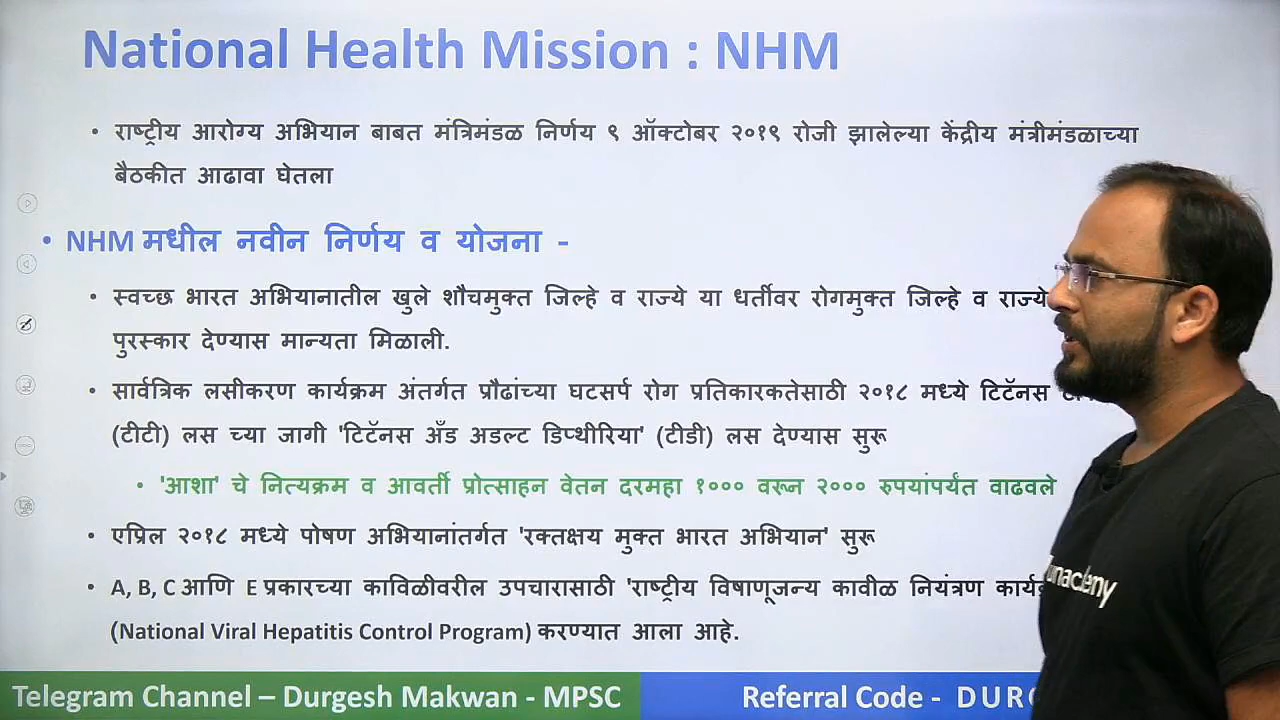 National Health Mission : NHM
• राष्ट्रीय आरोग्य अभियान बाबत मंत्रिमंडळ निर्णय ९ ऑक्टोबर २०१९ रोजी झालेल्या केंद्रीय मंत्रीमंडळाच्या
बैठकीत आढावा घेतला
• NHM मधील नवीन निर्णय व योजना -
• स्वच्छ भारत अभियानातील खुले शौचमुक्त जिल्हे व राज्ये या धर्तीवर रोगमुक्त जिल्हे व राज्ये
पुरस्कार देण्यास मान्यता मिळाली.
• सार्वत्रिक लसीकरण कार्यक्रम अंतर्गत प्रौढांच्या घटसर्प रोग प्रतिकारकतेसाठी २०१८ मध्ये टिटॅनस
(टीटी) लस च्या जागी 'टिटॅनस अँड अडल्ट डिप्थीरिया' (टीडी) लस देण्यास सुरू
• 'आशा' चे नित्यक्रम व आवर्ती प्रोत्साहन वेतन दरमहा १००० वरून २००० रुपयांपर्यंत वाढवले
• एप्रिल २०१८ मध्ये पोषण अभियानांतर्गत 'रक्तक्षय मुक्त भारत अभियान' सुरू
• A, B, C आणि E प्रकारच्या काविळीवरील उपचारासाठी 'राष्ट्रीय विषाणूजन्य कावीळ नियंत्रण
(National Viral Hepatitis Control Program) करण्यात आला आहे.
unacademy
Telegram Channel – Durgesh Makwan - MPSC
Referral Code -